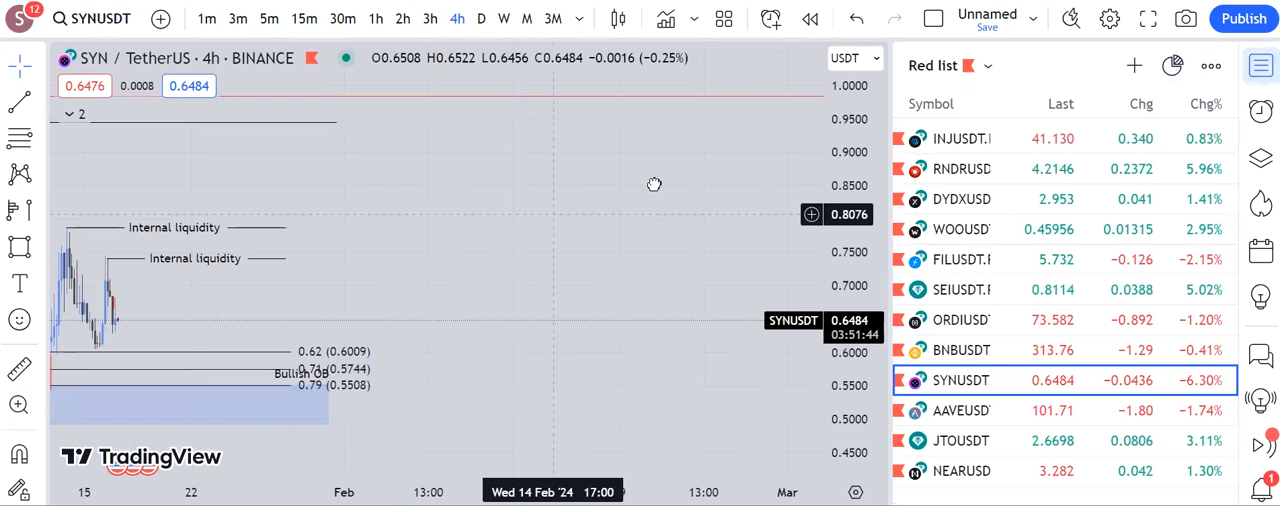 S 12 SYNUSDT 1m 3m 5m 15m 30m 1h 2h 3h 4h D W M 3M Unnamed Save Publish
SYN / TetherUS · 4h · BINANCE O0.6508 H0.6522 L0.6456 C0.6484 −0.0016 (−0.25%) USDT
0.6476 0.0008 0.6484
2
1.0000
0.9500
0.9000
0.8500
0.8076
Internal liquidity
0.7500
Internal liquidity
0.7000
SYNUSDT 0.6484
03:51:44
0.62 (0.6009)
0.6000
0.71 (0.5744)
Bullish OB
0.79 (0.5508)
0.5500
0.5000
TradingView
0.4500
15 22 Feb 13:00 Wed 14 Feb '24 17:00 9 13:00 Mar
Red list
Symbol Last Chg Chg%
INJUSDT. 41.130 0.340 0.83%
RNDRUSD 4.2146 0.2372 5.96%
DYDXUSD 2.953 0.041 1.41%
WOOUSD 0.45956 0.01315 2.95%
FILUSDT.F 5.732 −0.126 −2.15%
SEIUSDT.F 0.8114 0.0388 5.02%
ORDIUSD 73.582 −0.892 −1.20%
BNBUSDT 313.76 −1.29 −0.41%
SYNUSDT 0.6484 −0.0436 −6.30%
AAVEUSD 101.71 −1.80 −1.74%
JTOUSDT 2.6698 0.0806 3.11%
NEARUSD 3.282 0.042 1.30%
1